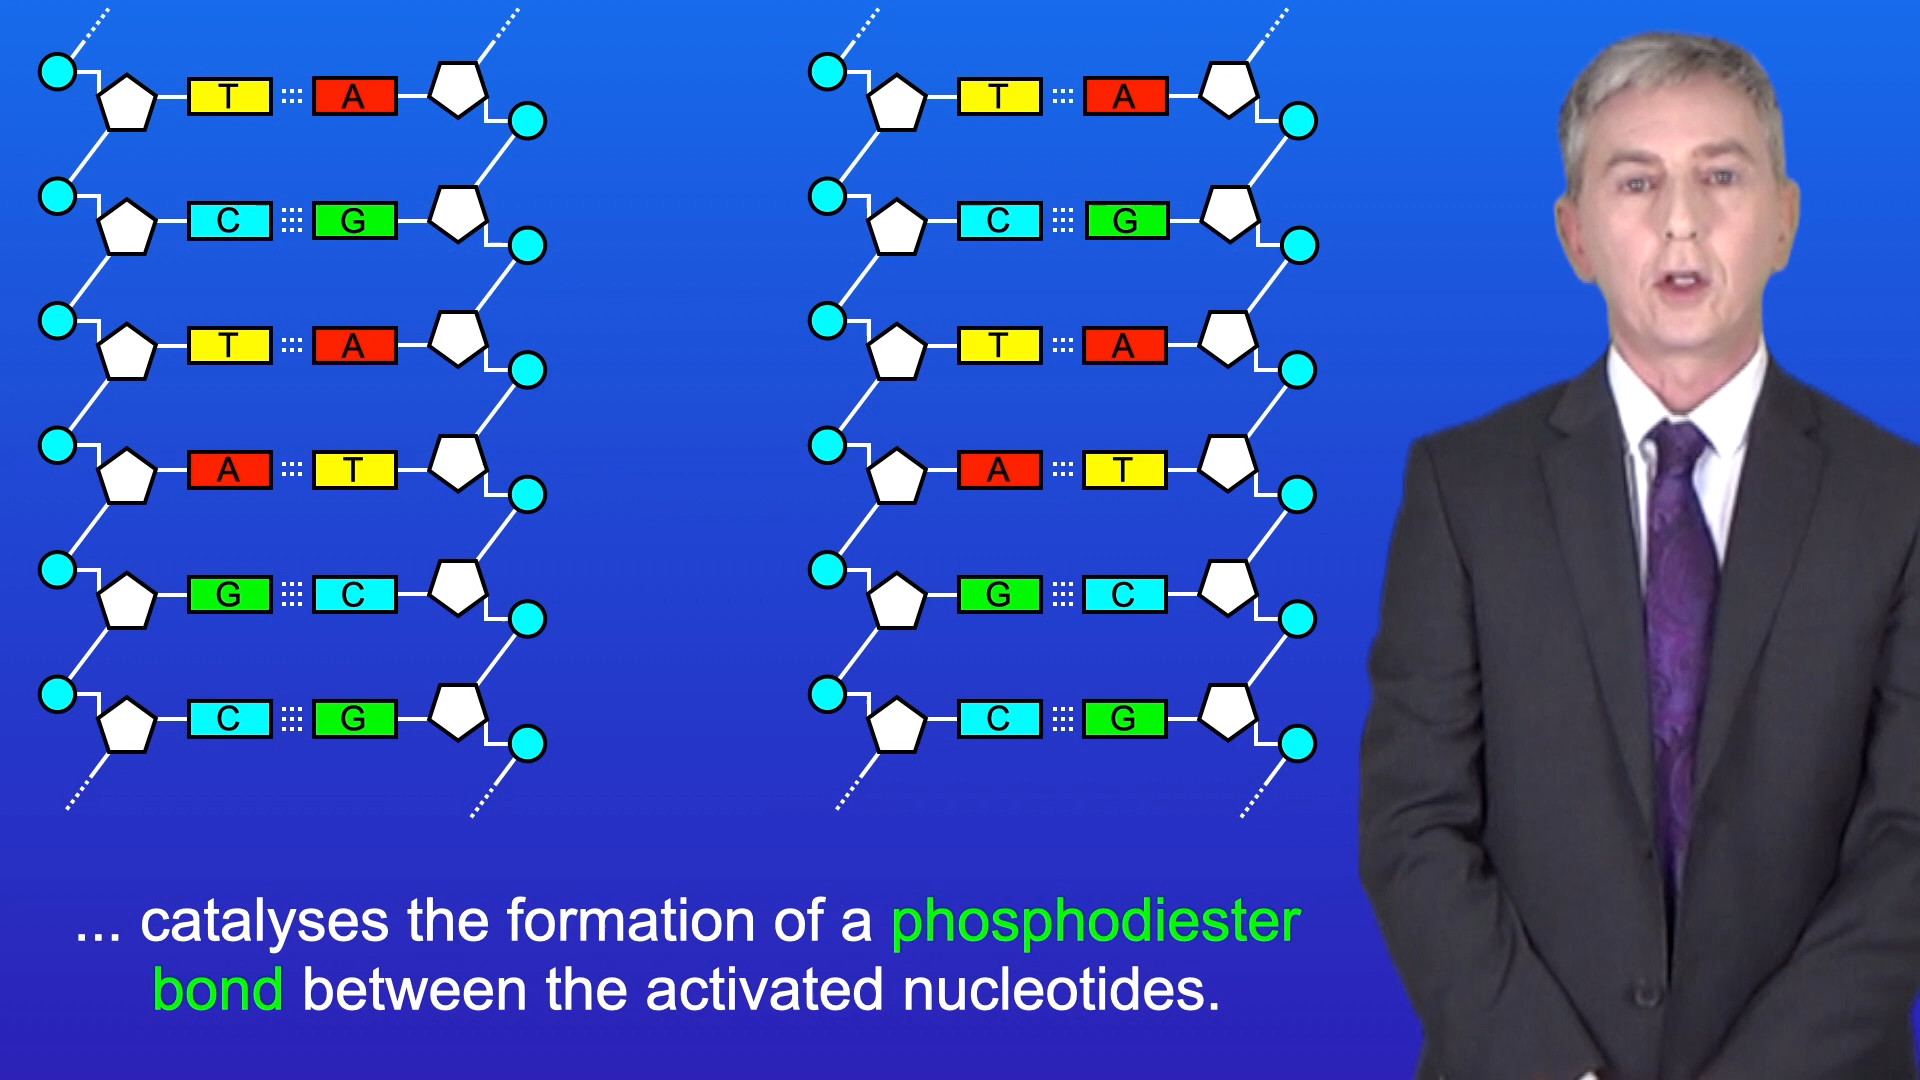 T A T A
C G C G
T A T A
A T A T
G C G C
C G C G
... catalyses the formation of a phosphodiester
bond between the activated nucleotides.